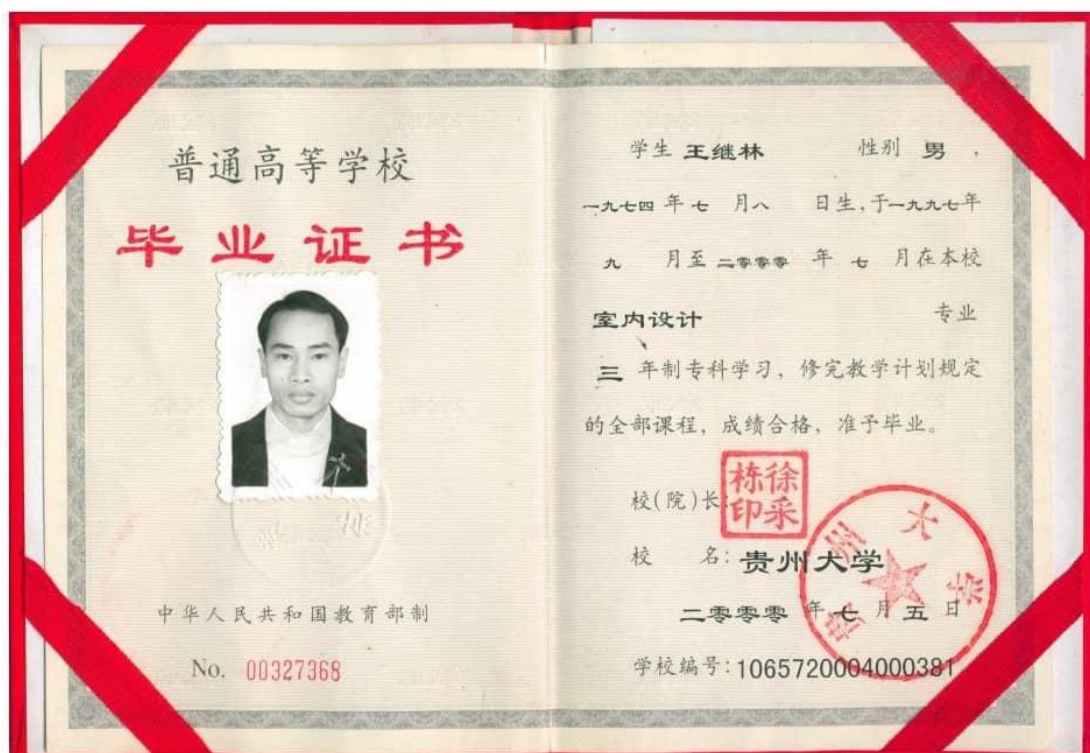 普通高等学校
毕业证书
中华人民共和国教育部制
No. 00327368
学生 王继林 性别 男,
一九七四年七月八日生,于一九九七年
九月至二零零零年七月在本校
室内设计 专业
三年制专科学习,修完教学计划规定
的全部课程,成绩合格,准予毕业。
校(院)长:
徐采栋印
校 名:贵州大学
二零零零年七月五日
学校编号:1065720004000381
贵州大学